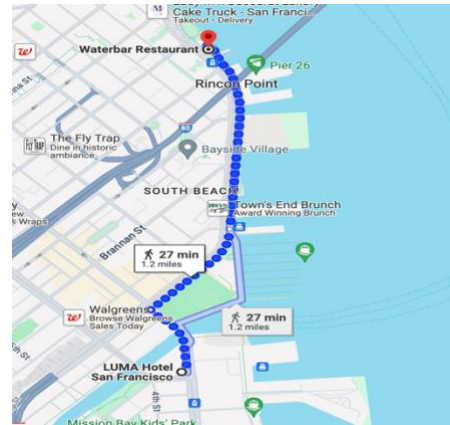 Cake Truck - San Franci...
Takeout • Delivery
Waterbar Restaurant
Pier 26
Rincon Point
80
The Fly Trap
Dine in historic
ambiance.
FLY TRAP
Bayside Village
SOUTH BEACH
Town's End Brunch
Award Winning Brunch
& Wraps
Brannan St
27 min
1.2 miles
Walgreens
Browse Walgreens
Sales Today
27 min
1.2 miles
LUMA Hotel
San Francisco
4th St
Mission Bay Kids' Park